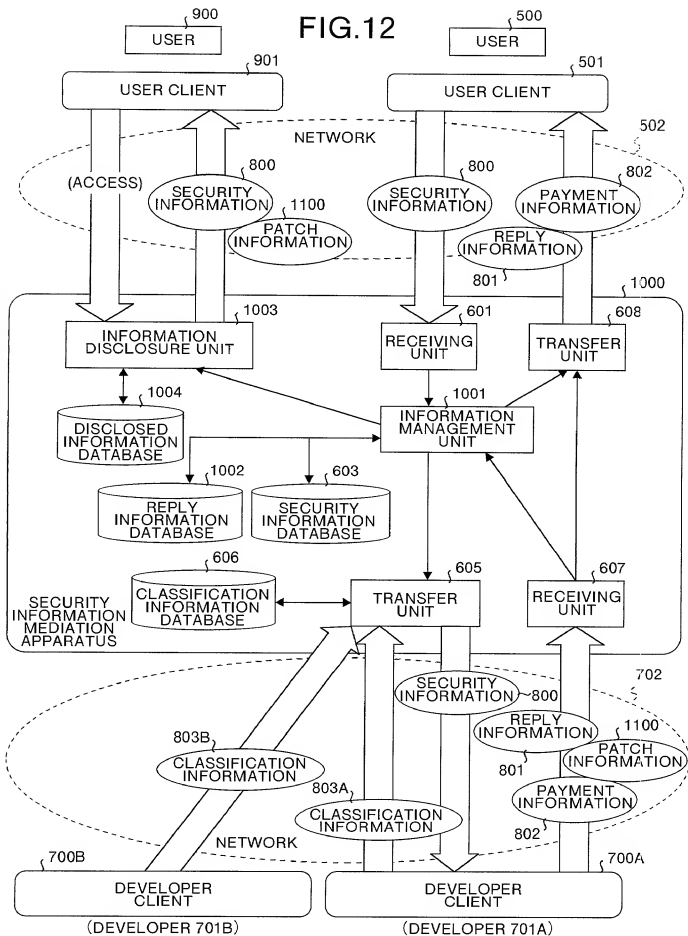 FIG.12
900
USER
500
USER
901
USER CLIENT
501
USER CLIENT
NETWORK
502
(ACCESS)
800
SECURITY
INFORMATION
1100
PATCH
INFORMATION
800
SECURITY
INFORMATION
802
PAYMENT
INFORMATION
REPLY
INFORMATION
801
1000
1003
INFORMATION
DISCLOSURE UNIT
601
RECEIVING
UNIT
608
TRANSFER
UNIT
1004
DISCLOSED
INFORMATION
DATABASE
1001
INFORMATION
MANAGEMENT
UNIT
1002
REPLY
INFORMATION
DATABASE
603
SECURITY
INFORMATION
DATABASE
606
CLASSIFICATION
INFORMATION
DATABASE
605
TRANSFER
UNIT
607
RECEIVING
UNIT
SECURITY
INFORMATION
MEDIATION
APPARATUS
SECURITY
INFORMATION
800
702
REPLY
INFORMATION
801
1100
PATCH
INFORMATION
803B
CLASSIFICATION
INFORMATION
803A
CLASSIFICATION
INFORMATION
PAYMENT
INFORMATION
802
NETWORK
700B
DEVELOPER
CLIENT
(DEVELOPER 701B)
700A
DEVELOPER
CLIENT
(DEVELOPER 701A)